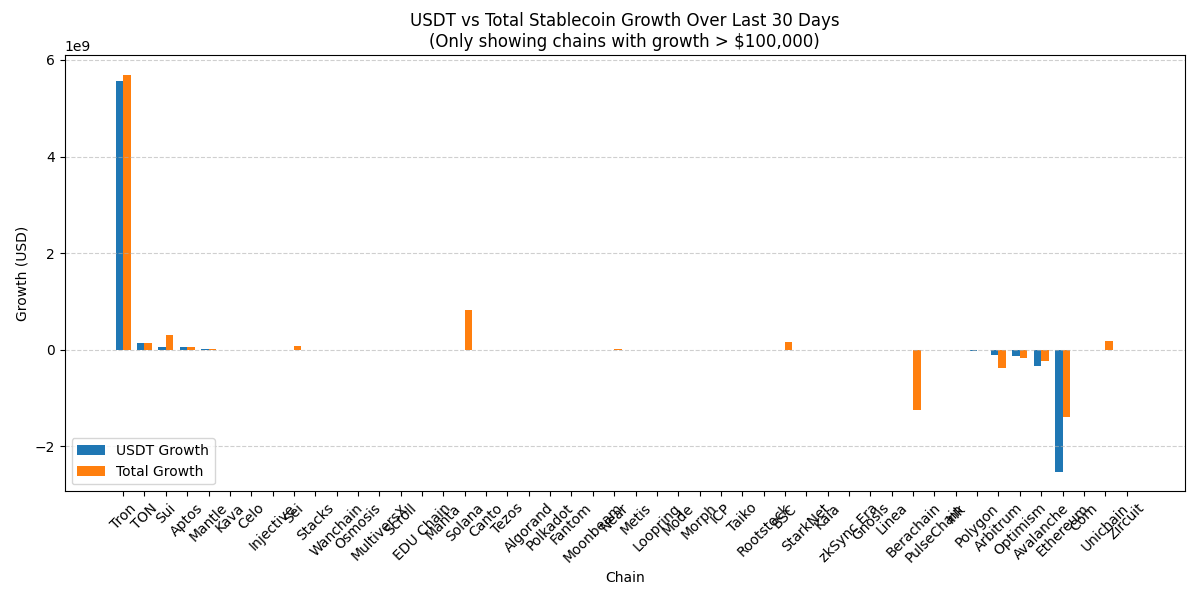 USDT vs Total Stablecoin Growth Over Last 30 Days
(Only showing chains with growth > $100,000)
1e9
6
4
2
0
−2
Growth (USD)
USDT Growth
Total Growth
Tron
TON
Sui
Aptos
Mantle
Kava
Celo
Injective
Sei
Stacks
Wanchain
Osmosis
MultiversX
Scroll
EDU Chain
Manta
Solana
Canto
Tezos
Algorand
Polkadot
Fantom
Moonbeam
Near
Metis
Loopring
Mode
Morph
ICP
Taiko
Rootstock
BSC
StarkNet
Kaia
zkSync Era
Gnosis
Linea
Berachain
PulseChain
Polygon
Arbitrum
Optimism
Avalanche
Ethereum
Unichain
Zircuit
Chain